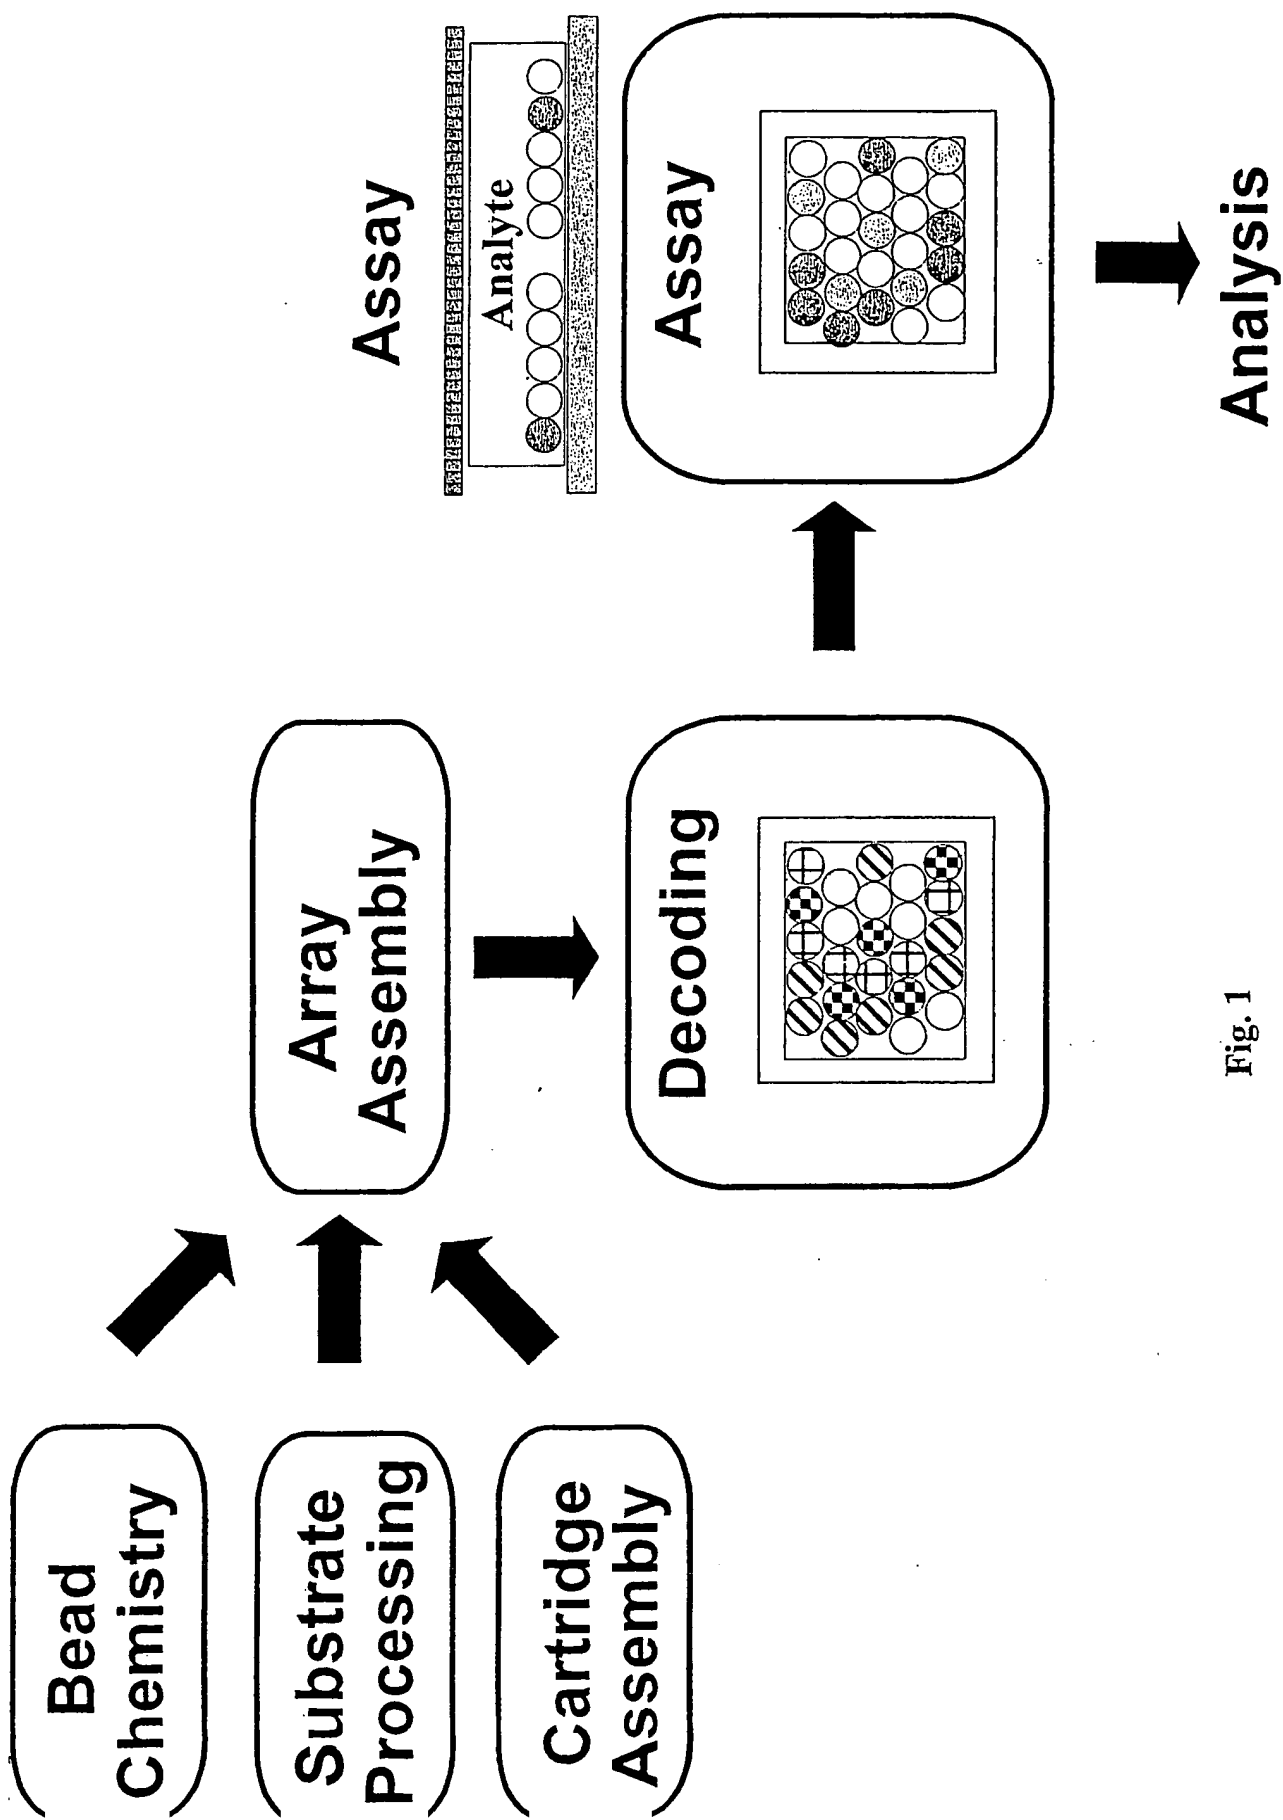 Bead
Chemistry
Substrate
Processing
Cartridge
Assembly
Array
Assembly
Decoding
Assay
Analyte
Assay
Analysis
Fig. 1